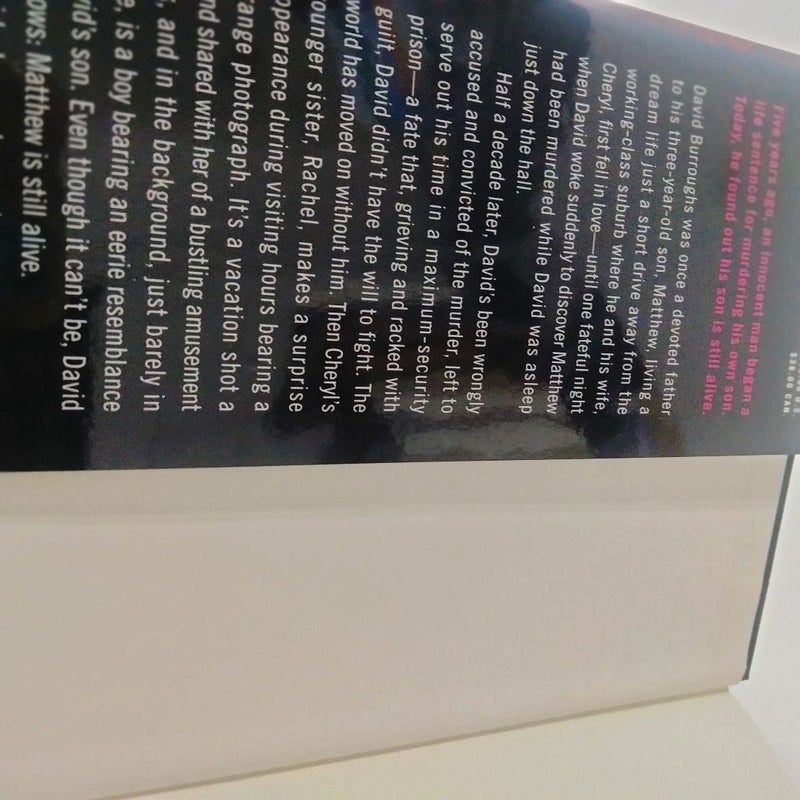 $38.00 CAN
Five years ago, an innocent man began a
life sentence for murdering his own son.
Today, he found out his son is still alive.
David Burroughs was once a devoted father
to his three-year-old son, Matthew, living a
dream life just a short drive away from the
working-class suburb where he and his wife,
Cheryl, first fell in love—until one fateful night
when David woke suddenly to discover Matthew
had been murdered while David was asleep
just down the hall.
Half a decade later, David's been wrongly
accused and convicted of the murder, left to
serve out his time in a maximum-security
prison—a fate that, grieving and racked with
guilt, David didn't have the will to fight. The
world has moved on without him. Then Cheryl's
ounger sister, Rachel, makes a surprise
ppearance during visiting hours bearing a
range photograph. It's a vacation shot a
nd shared with her of a bustling amusement
, and in the background, just barely in
e, is a boy bearing an eerie resemblance
vid's son. Even though it can't be, David
ows: Matthew is still alive.